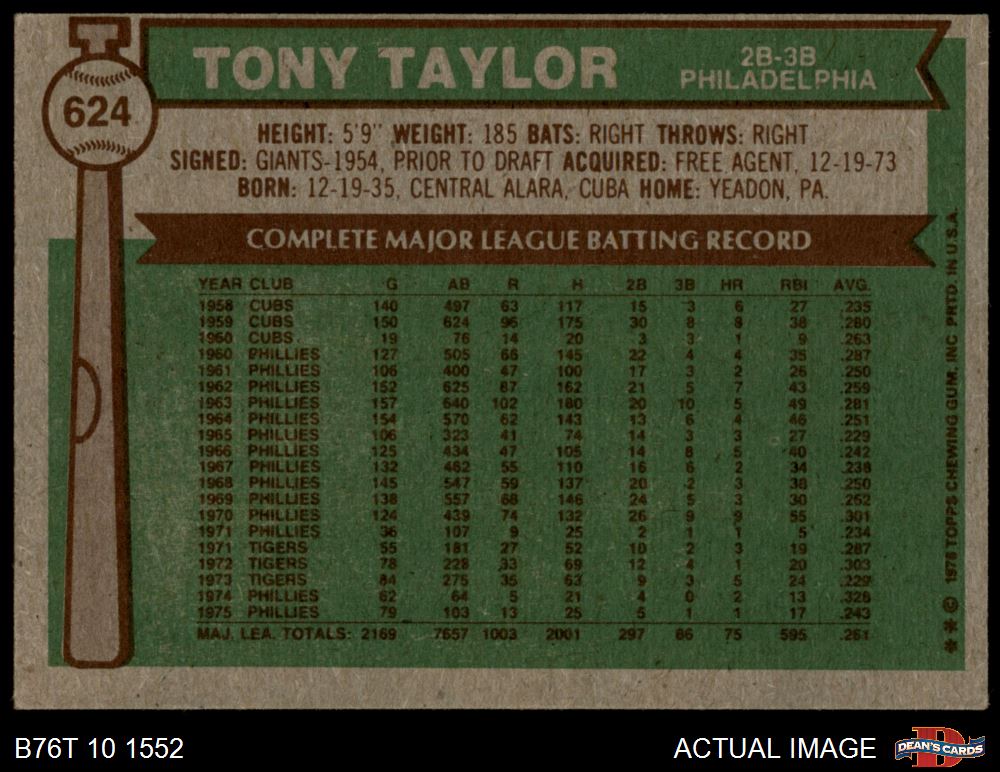 TONY TAYLOR
2B-3B
PHILADELPHIA
624
HEIGHT: 5'9" WEIGHT: 185 BATS: RIGHT THROWS: RIGHT
SIGNED: GIANTS-1954, PRIOR TO DRAFT ACQUIRED: FREE AGENT, 12-19-73
BORN: 12-19-35, CENTRAL ALARA, CUBA HOME: YEADON, PA.
COMPLETE MAJOR LEAGUE BATTING RECORD
YEAR CLUB G AB R H 2B 3B HR RBI AVG.
1958 CUBS 140 497 63 117 15 3 6 27 .235
1959 CUBS 150 624 96 175 30 8 8 38 .280
1960 CUBS 19 76 14 20 3 3 1 9 .263
1960 PHILLIES 127 505 66 145 22 4 4 35 .287
1961 PHILLIES 106 400 47 100 17 3 2 26 .250
1962 PHILLIES 152 625 87 162 21 5 7 43 .259
1963 PHILLIES 157 640 102 180 20 10 5 49 .281
1964 PHILLIES 154 570 62 143 13 6 4 46 .251
1965 PHILLIES 106 323 41 74 14 3 3 27 .229
1966 PHILLIES 125 434 47 105 14 8 5 40 .242
1967 PHILLIES 132 462 55 110 16 6 2 34 .238
1968 PHILLIES 145 547 59 137 20 2 3 38 .250
1969 PHILLIES 138 557 68 146 24 5 3 30 .262
1970 PHILLIES 124 439 74 132 26 9 9 55 .301
1971 PHILLIES 36 107 9 25 2 1 1 5 .234
1971 TIGERS 55 181 27 52 10 2 3 19 .287
1972 TIGERS 78 228 33 69 12 4 1 20 .303
1973 TIGERS 84 275 35 63 9 3 5 24 .229
1974 PHILLIES 62 64 5 21 4 0 2 13 .328
1975 PHILLIES 79 103 13 25 5 1 1 17 .243
MAJ. LEA. TOTALS: 2169 7657 1003 2001 297 86 75 595 .261
** © 1976 TOPPS CHEWING GUM, INC PRTD. IN U.S.A.
B76T 10 1552
ACTUAL IMAGE
D
DEAN'S CARDS